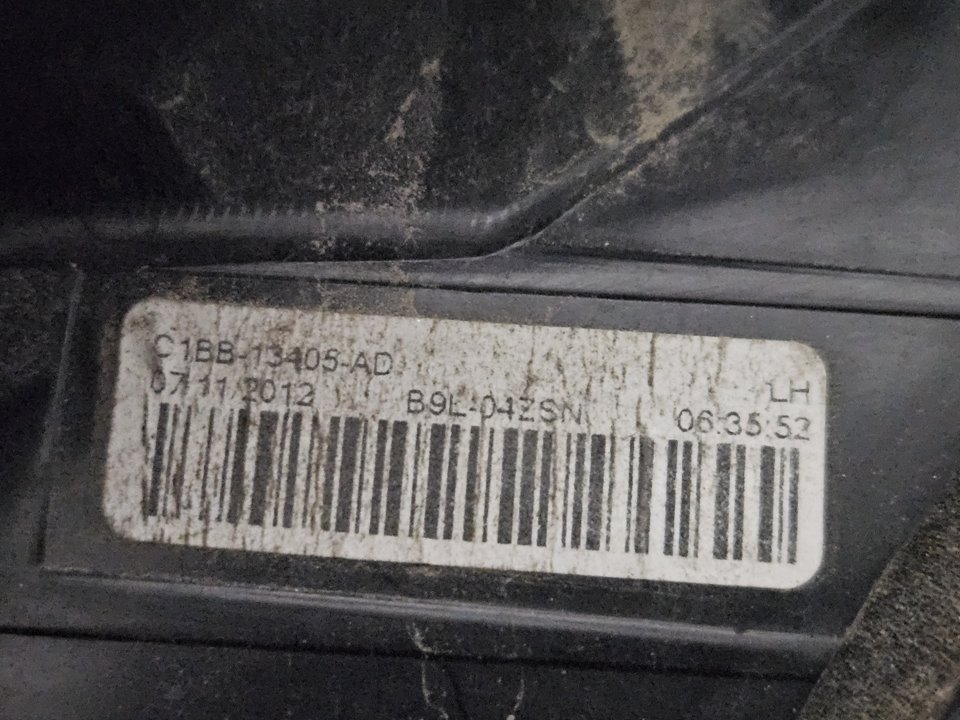 C1BB-13405-AD LH
07/11/2012 B9L-04ZSN 06:35:52